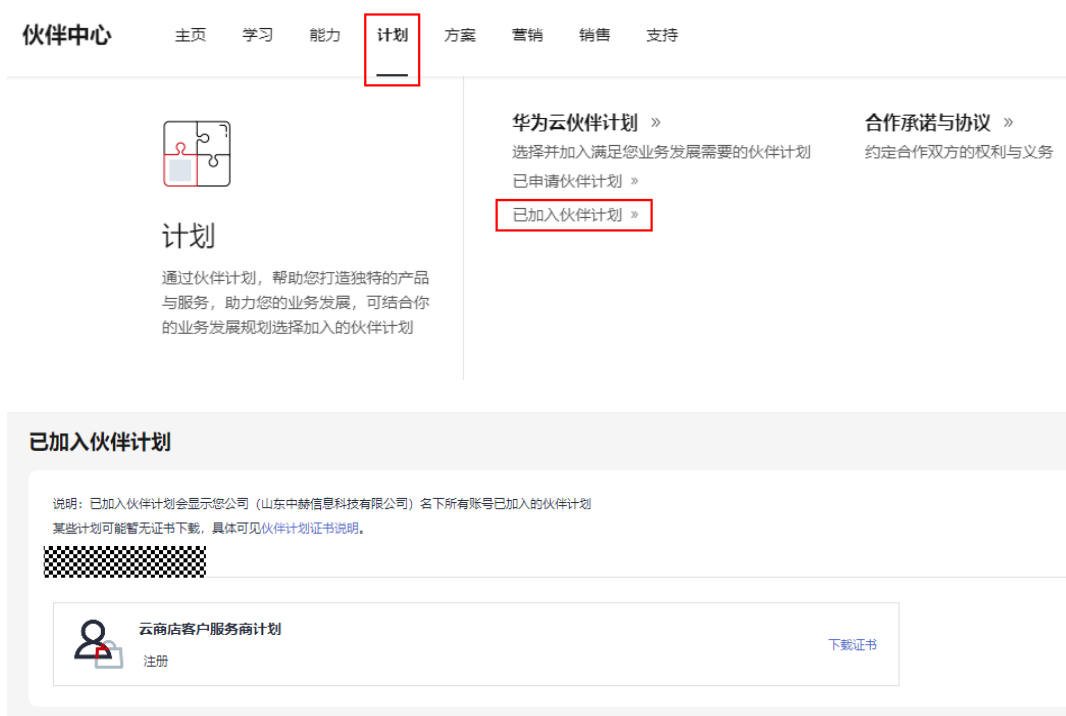 伙伴中心 主页 学习 能力 计划 方案 营销 销售 支持
计划
通过伙伴计划，帮助您打造独特的产品
与服务，助力您的业务发展，可结合你
的业务发展规划选择加入的伙伴计划
华为云伙伴计划 »
选择并加入满足您业务发展需要的伙伴计划
已申请伙伴计划 »
已加入伙伴计划 »
合作承诺与协议 »
约定合作双方的权利与义务
已加入伙伴计划
说明：已加入伙伴计划会显示您公司（山东中赫信息科技有限公司）名下所有账号已加入的伙伴计划
某些计划可能暂无证书下载，具体可见伙伴计划证书说明。
云商店客户服务商计划
注册
下载证书